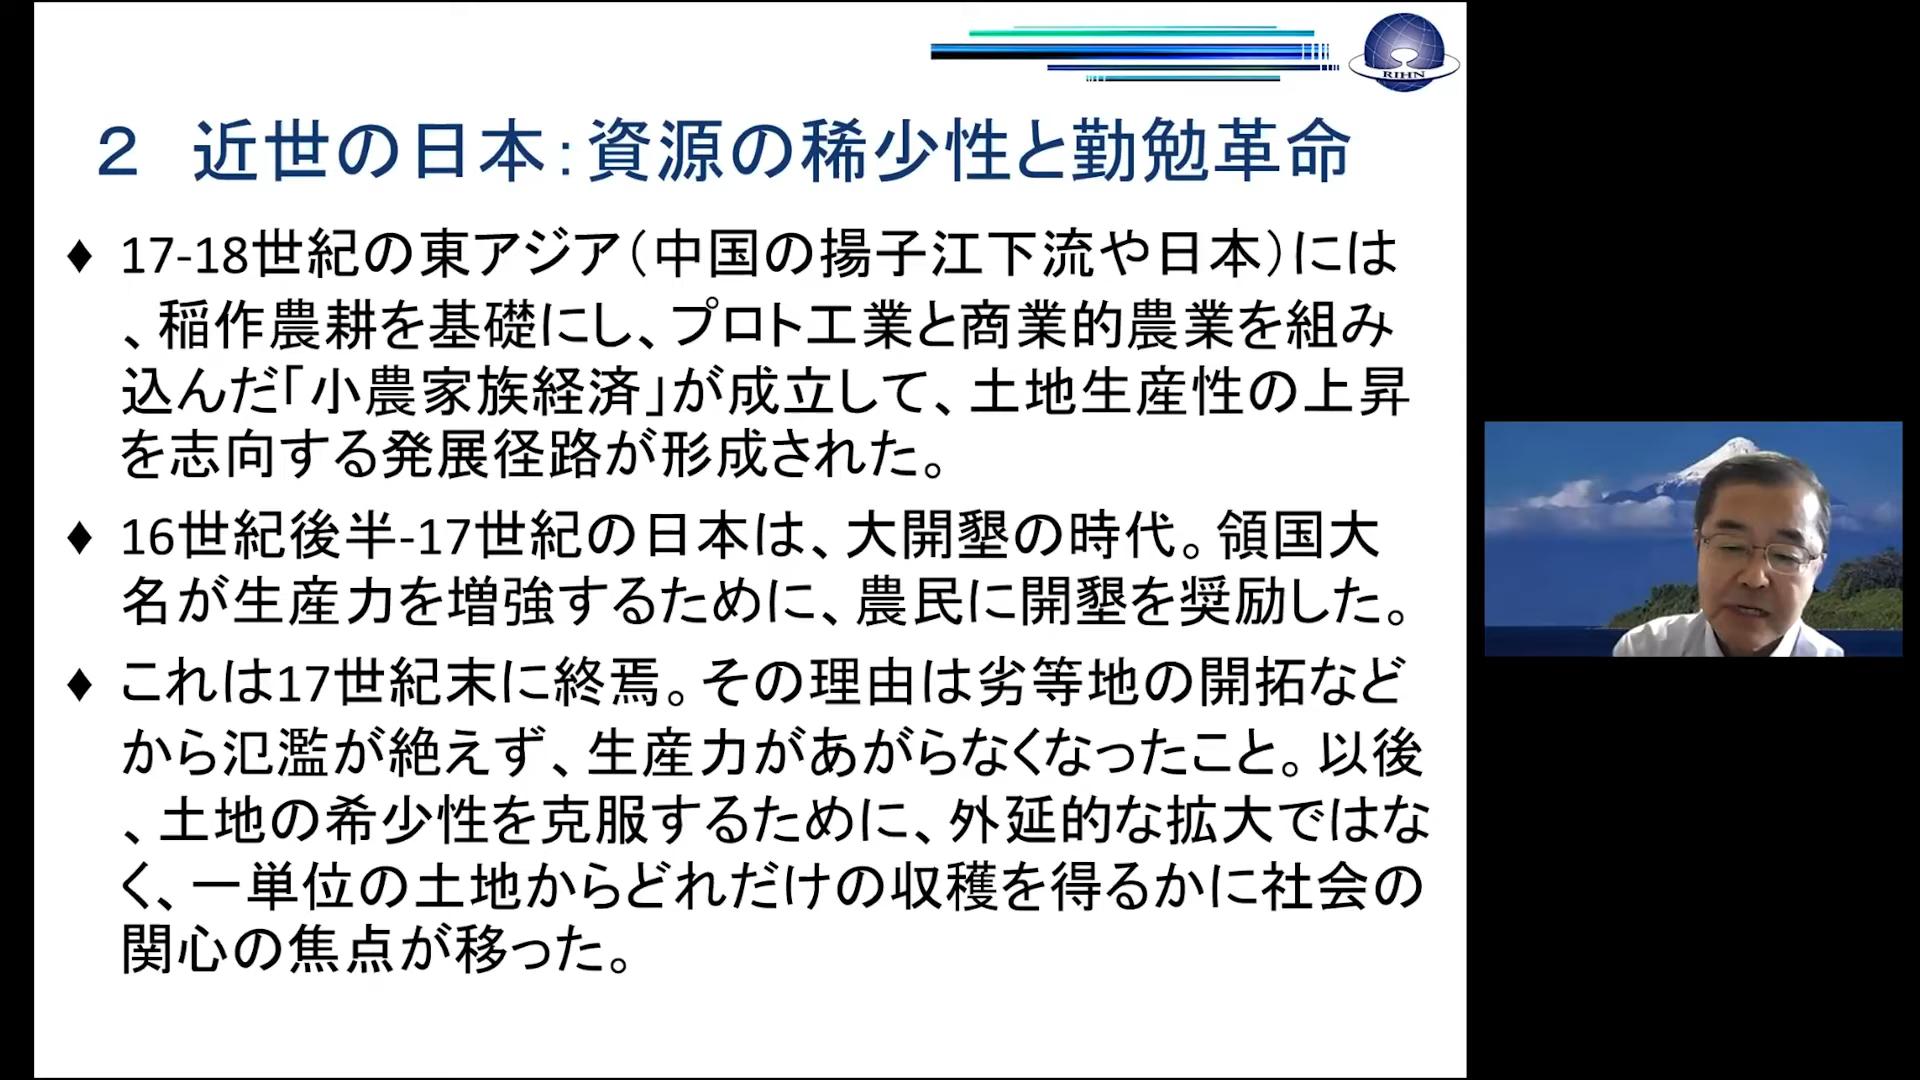 RIHN
２　近世の日本：資源の稀少性と勤勉革命
♦ 17-18世紀の東アジア（中国の揚子江下流や日本）には
、稲作農耕を基礎にし、プロト工業と商業的農業を組み
込んだ「小農家族経済」が成立して、土地生産性の上昇
を志向する発展径路が形成された。
♦ 16世紀後半-17世紀の日本は、大開墾の時代。領国大
名が生産力を増強するために、農民に開墾を奨励した。
♦ これは17世紀末に終焉。その理由は劣等地の開拓など
から氾濫が絶えず、生産力があがらなくなったこと。以後
、土地の希少性を克服するために、外延的な拡大ではな
く、一単位の土地からどれだけの収穫を得るかに社会の
関心の焦点が移った。